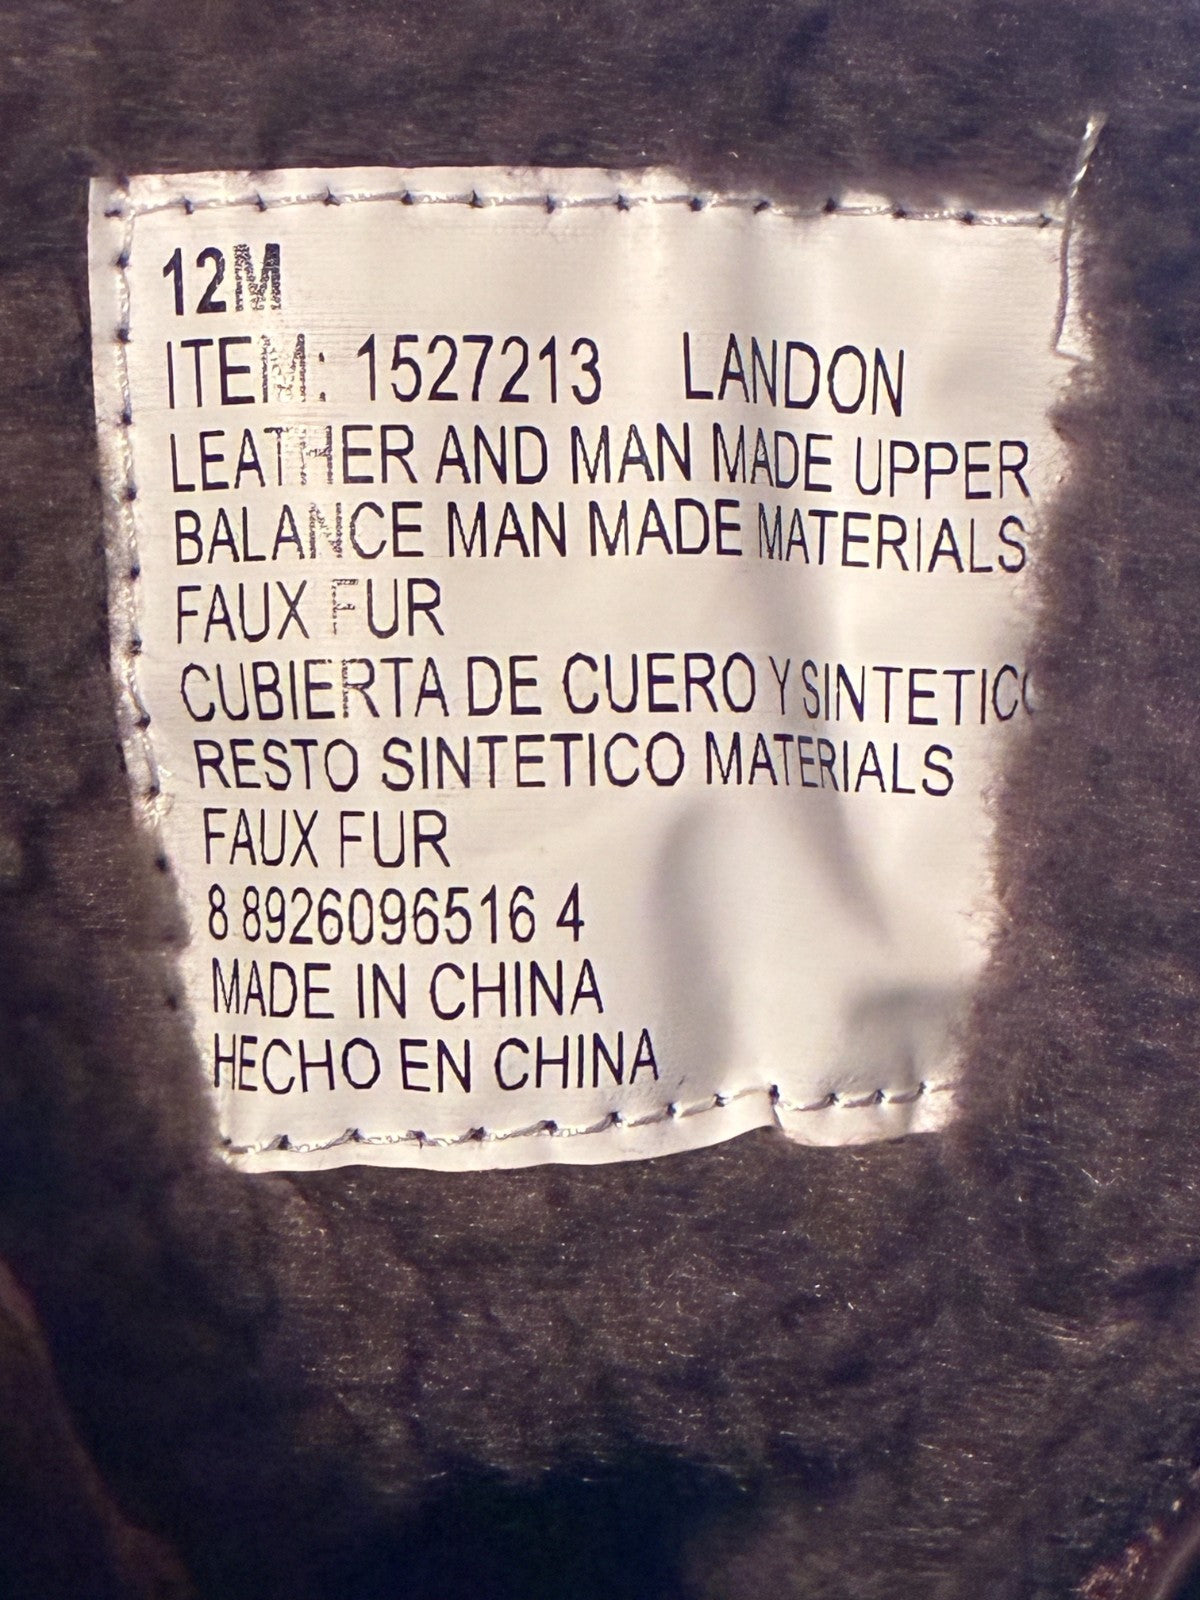 12M
ITEM: 1527213 LANDON
LEATHER AND MAN MADE UPPER
BALANCE MAN MADE MATERIALS
FAUX FUR
CUBIERTA DE CUERO Y SINTETICO
RESTO SINTETICO MATERIALS
FAUX FUR
8 8926096516 4
MADE IN CHINA
HECHO EN CHINA